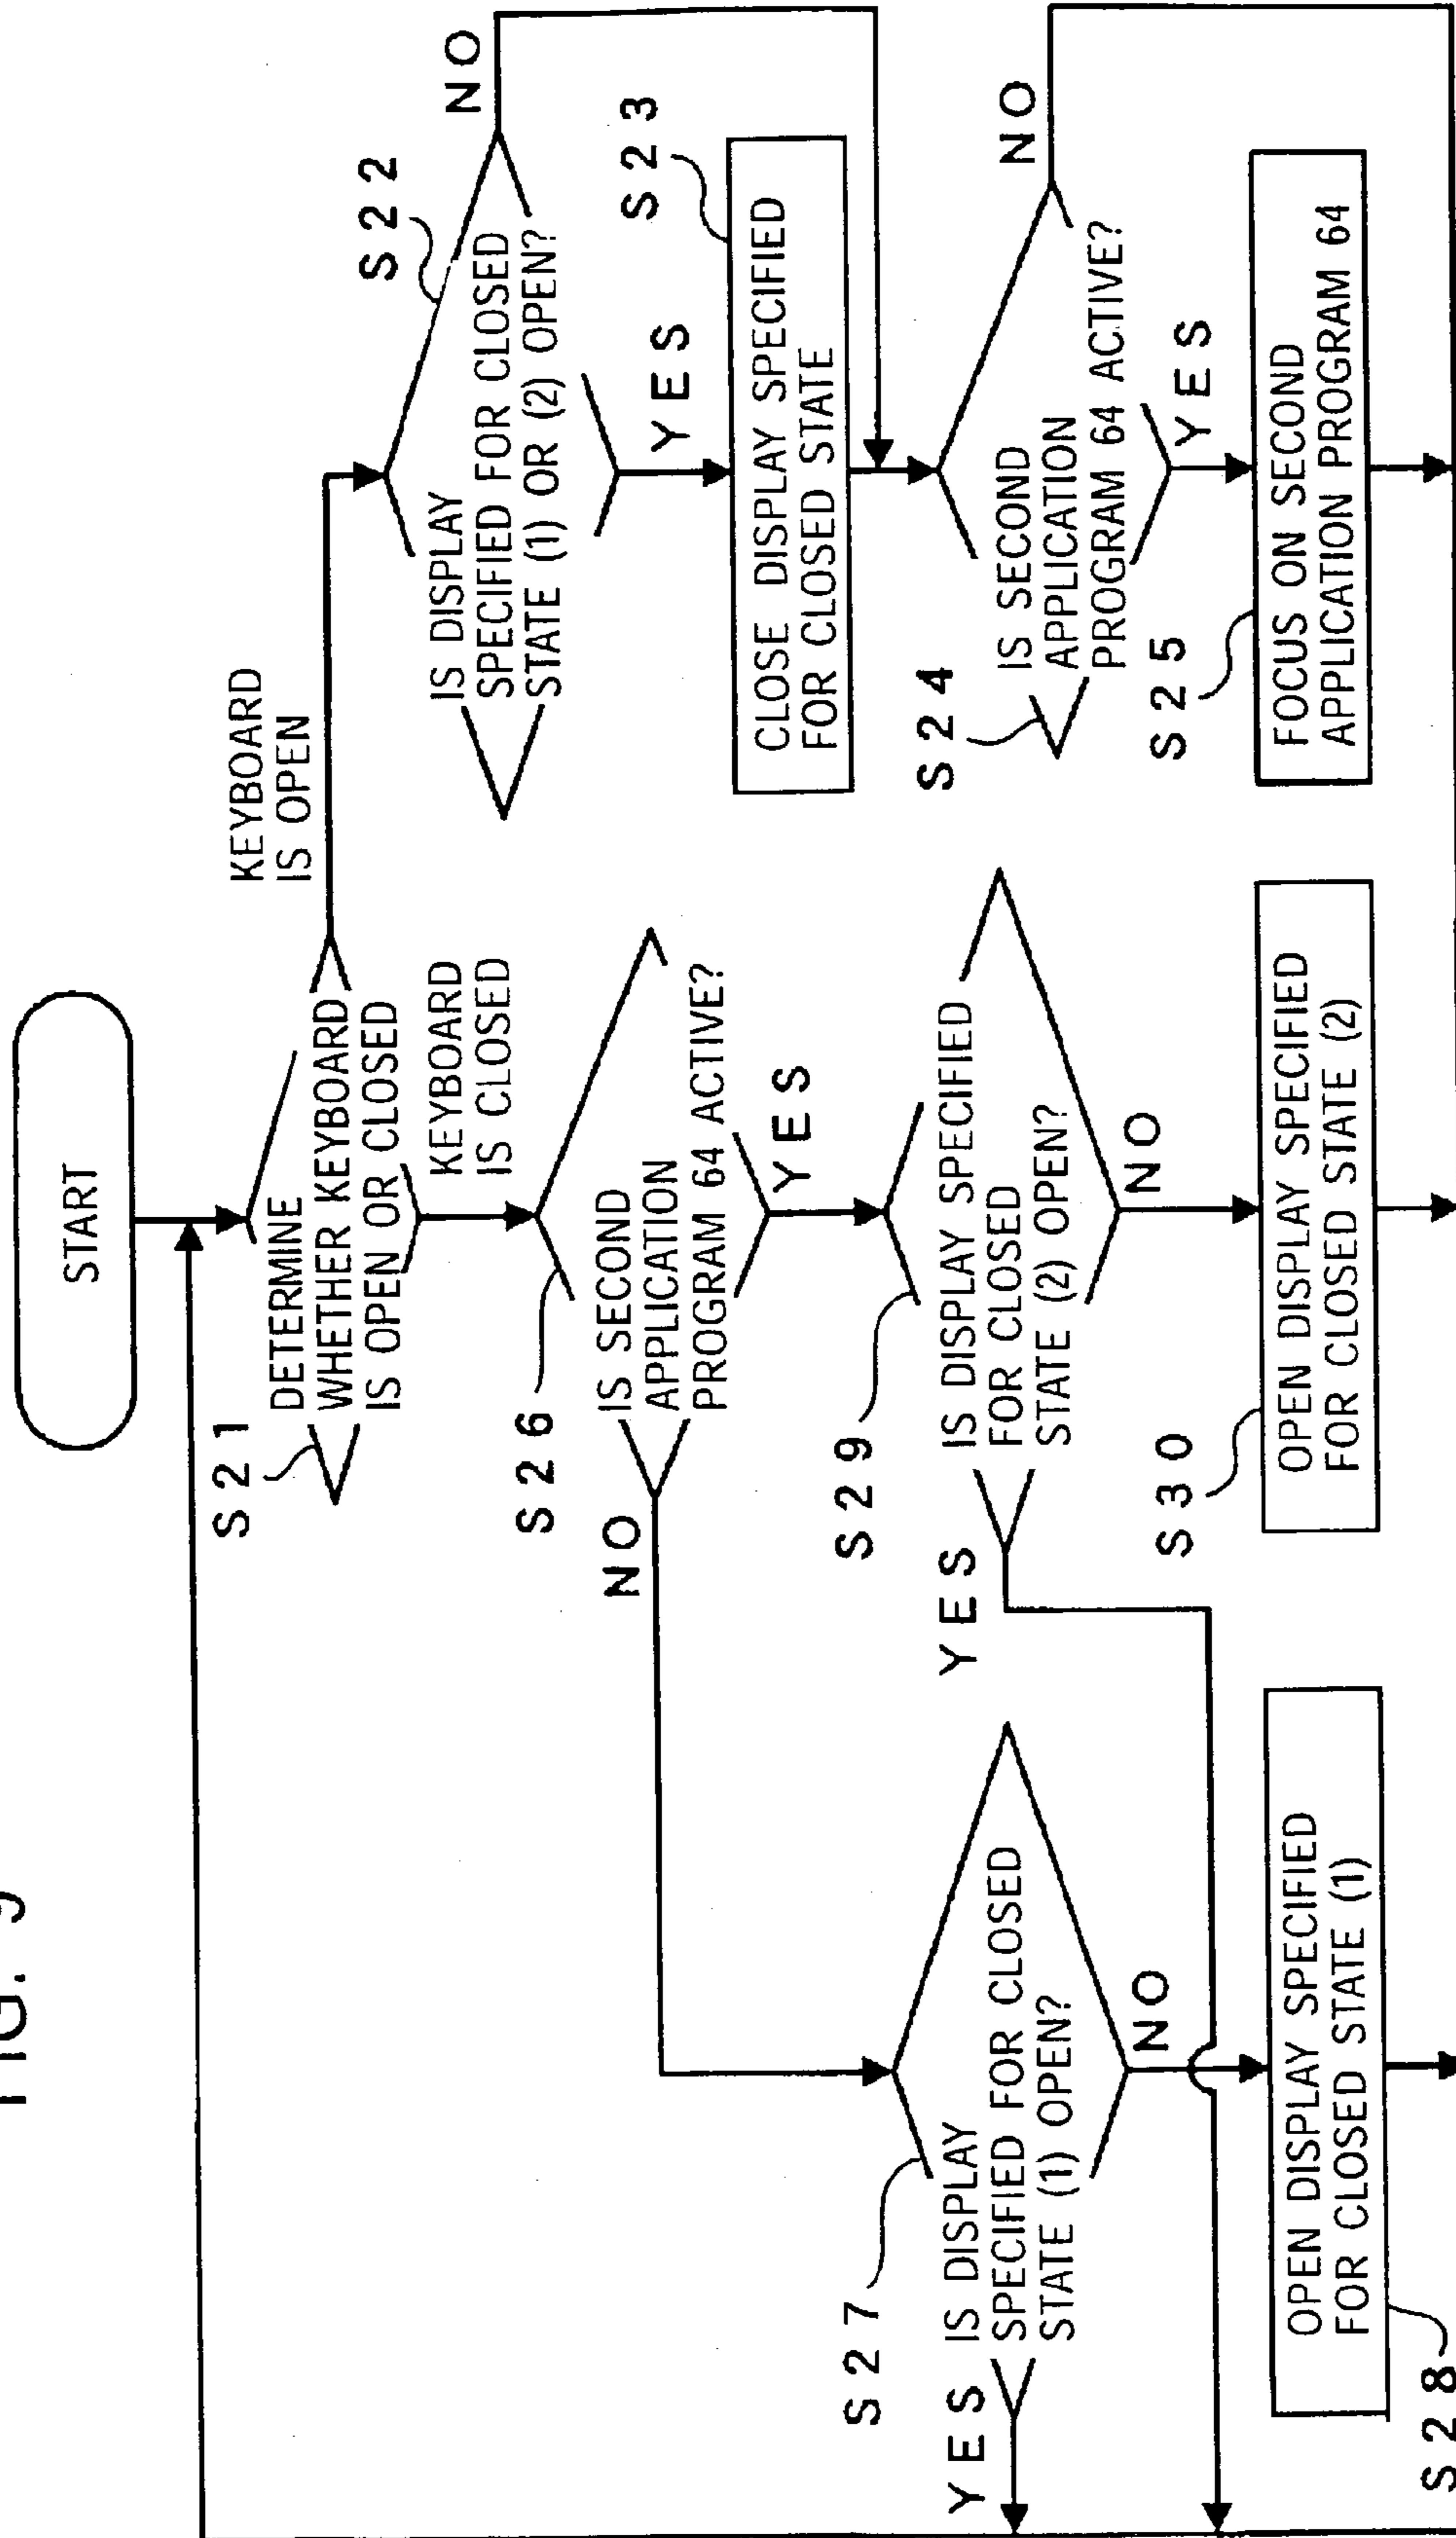 FIG. 9
START
S21
DETERMINE
WHETHER KEYBOARD
IS OPEN OR CLOSED
KEYBOARD
IS OPEN
KEYBOARD
IS CLOSED
S22
IS DISPLAY
SPECIFIED FOR CLOSED
STATE (1) OR (2) OPEN?
NO
YES
S23
CLOSE DISPLAY SPECIFIED
FOR CLOSED STATE
S24
IS SECOND
APPLICATION
PROGRAM 64 ACTIVE?
NO
YES
S25
FOCUS ON SECOND
APPLICATION PROGRAM 64
S26
IS SECOND
APPLICATION
PROGRAM 64 ACTIVE?
NO
YES
S27
IS DISPLAY
SPECIFIED FOR CLOSED
STATE (1) OPEN?
YES
NO
S28
OPEN DISPLAY SPECIFIED
FOR CLOSED STATE (1)
S29
IS DISPLAY SPECIFIED
FOR CLOSED
STATE (2) OPEN?
YES
NO
S30
OPEN DISPLAY SPECIFIED
FOR CLOSED STATE (2)